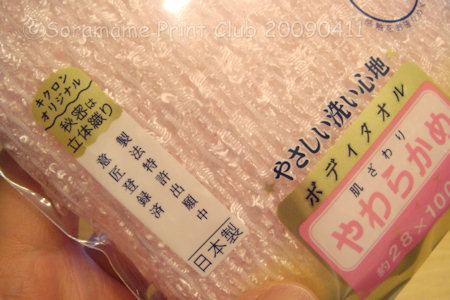 ©Soramame Print Club 20090411
キクロン
オリジナル
秘密は
立体織り
製法特許出願中
意匠登録済
日本製
やさしい洗い心地
ボディタオル
肌ざわり
やわらかめ
約28×100